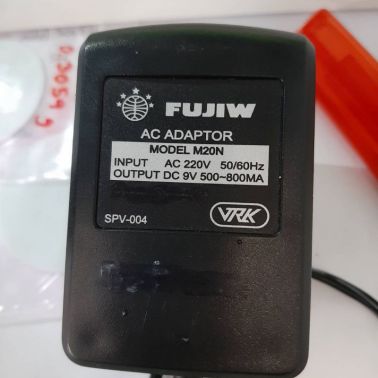 FUJIW
AC ADAPTOR
MODEL M20N
INPUT AC 220V 50/60Hz
OUTPUT DC 9V 500~800MA
SPV-004
VRK